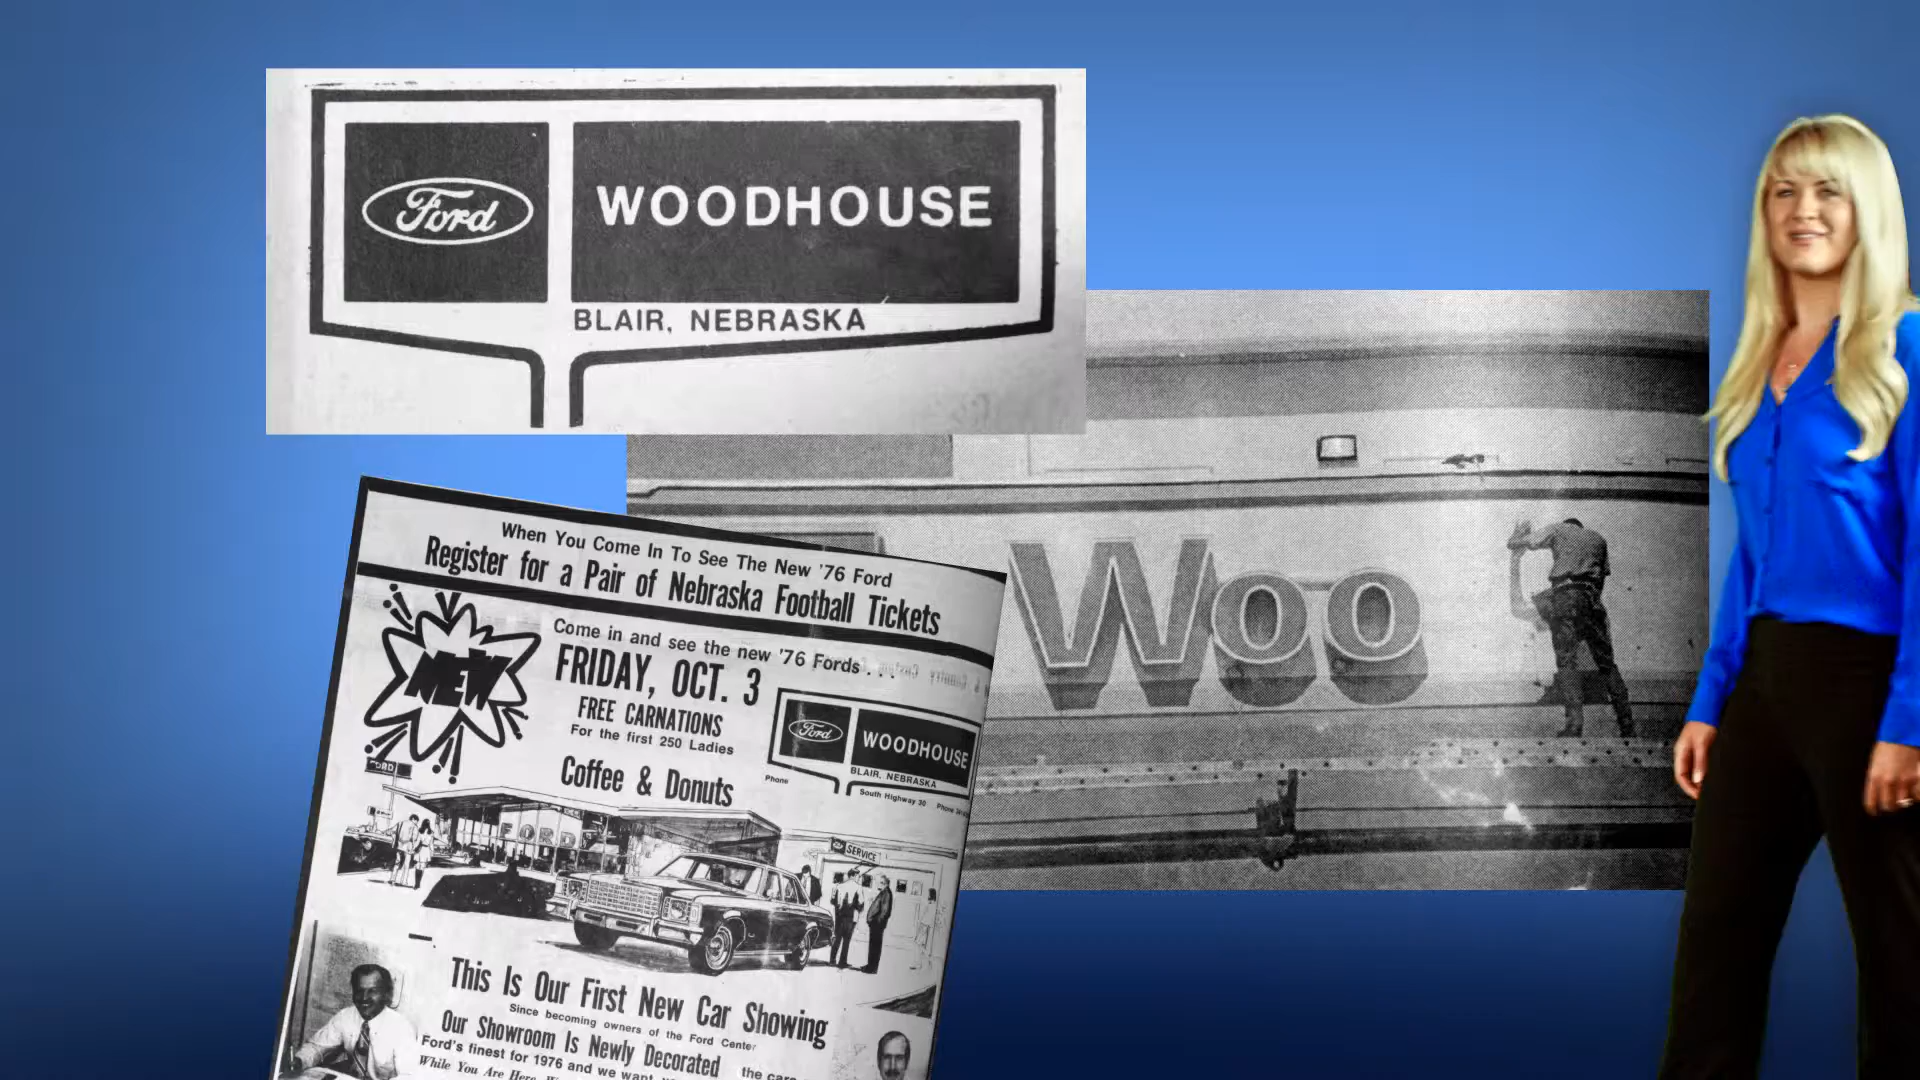 Ford
WOODHOUSE
BLAIR, NEBRASKA
Woo
When You Come In To See The New '76 Ford
Register for a Pair of Nebraska Football Tickets
NEW
Come in and see the new '76 Fords . . .
FRIDAY, OCT. 3
FREE CARNATIONS
For the first 250 Ladies
Coffee & Donuts
Ford
WOODHOUSE
BLAIR, NEBRASKA
Phone
South Highway 30
Phone
FORD
FORD
SERVICE
This Is Our First New Car Showing
Since becoming owners of the Ford Center
Our Showroom Is Newly Decorated
Ford's finest for 1976 and we want
the
While You Are Here,